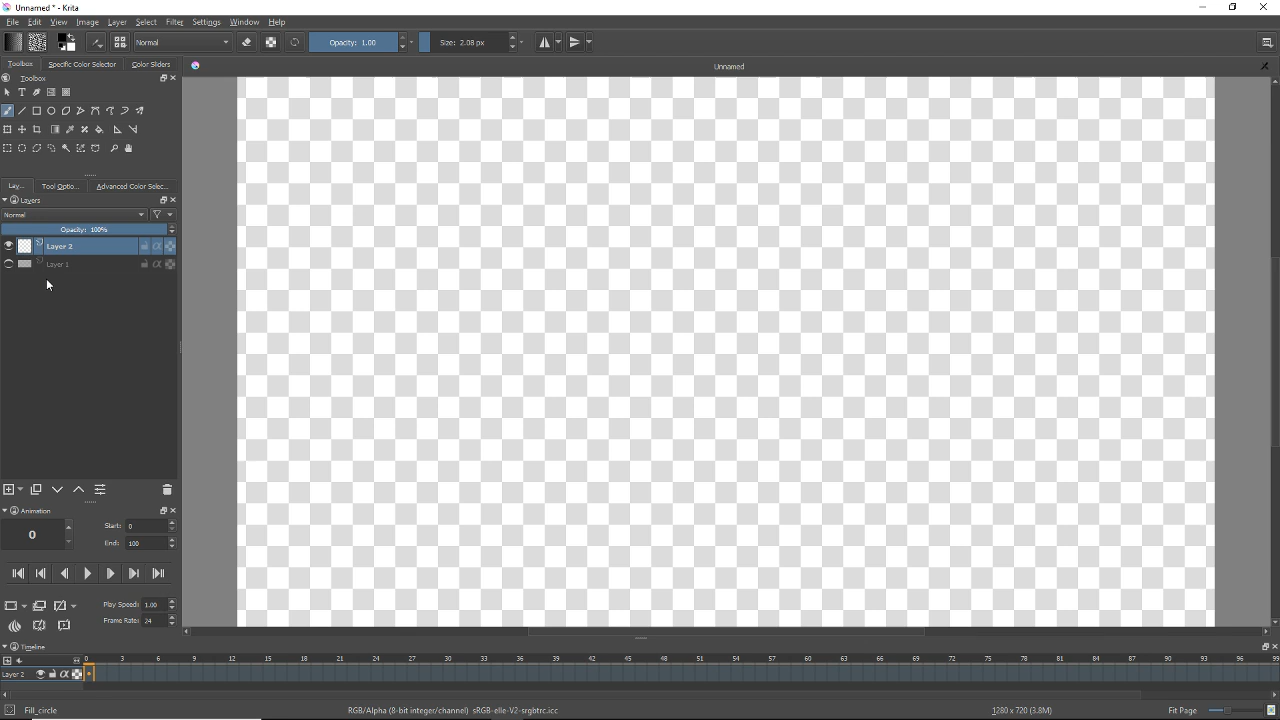 Unnamed * - Krita
File Edit View Image Layer Select Filter Settings Window Help
Normal Opacity: 1.00 Size: 2.08 px
Toolbox Specific Color Selector Color Sliders
Unnamed
Toolbox
Lay... Tool Optio... Advanced Color Selec...
Layers
Normal
Opacity: 100%
Layer 2
Layer 1
Animation
0 Start: 0
End: 100
Play Speed: 1.00
Frame Rate: 24
Timeline
0 3 6 9 12 15 18 21 24 27 30 33 36 39 42 45 48 51 54 57 60 63 66 69 72 75 78 81 84 87 90 93 96 99
Layer 2
Fill_circle RGB/Alpha (8-bit integer/channel) sRGB-elle-V2-srgbtrc.icc 1280 x 720 (3.8M) Fit Page